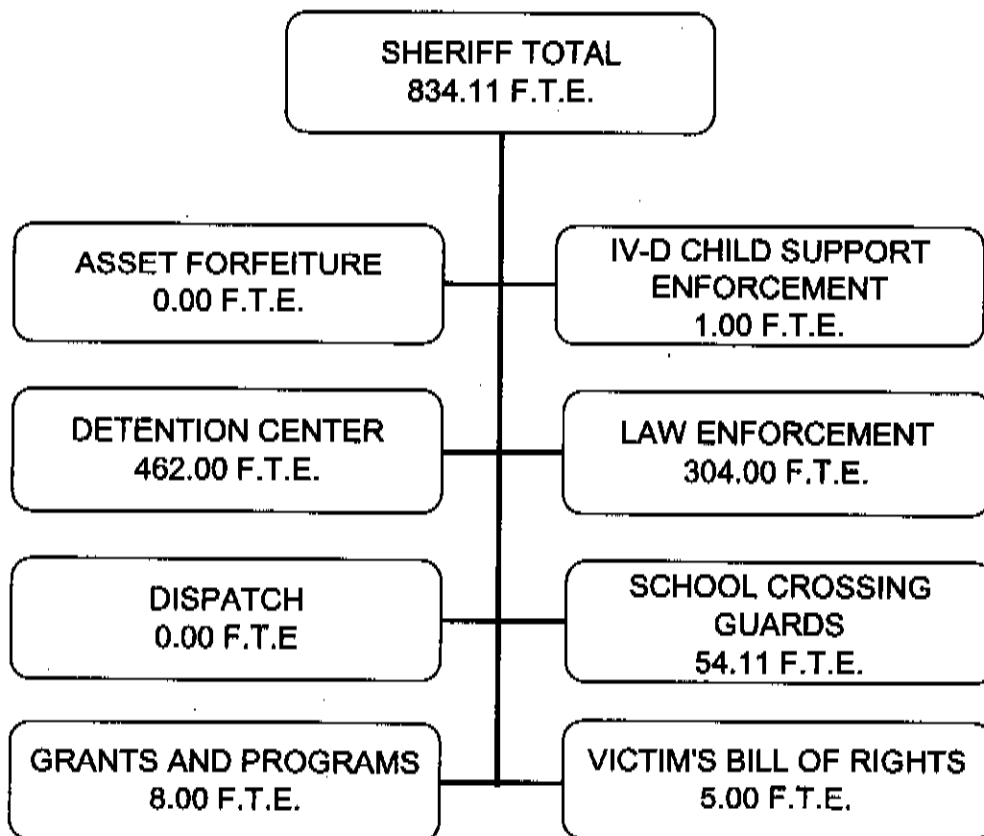 SHERIFF TOTAL
834.11 F.T.E.
ASSET FORFEITURE
0.00 F.T.E.
IV-D CHILD SUPPORT
ENFORCEMENT
1.00 F.T.E.
DETENTION CENTER
462.00 F.T.E.
LAW ENFORCEMENT
304.00 F.T.E.
DISPATCH
0.00 F.T.E
SCHOOL CROSSING
GUARDS
54.11 F.T.E.
GRANTS AND PROGRAMS
8.00 F.T.E.
VICTIM'S BILL OF RIGHTS
5.00 F.T.E.